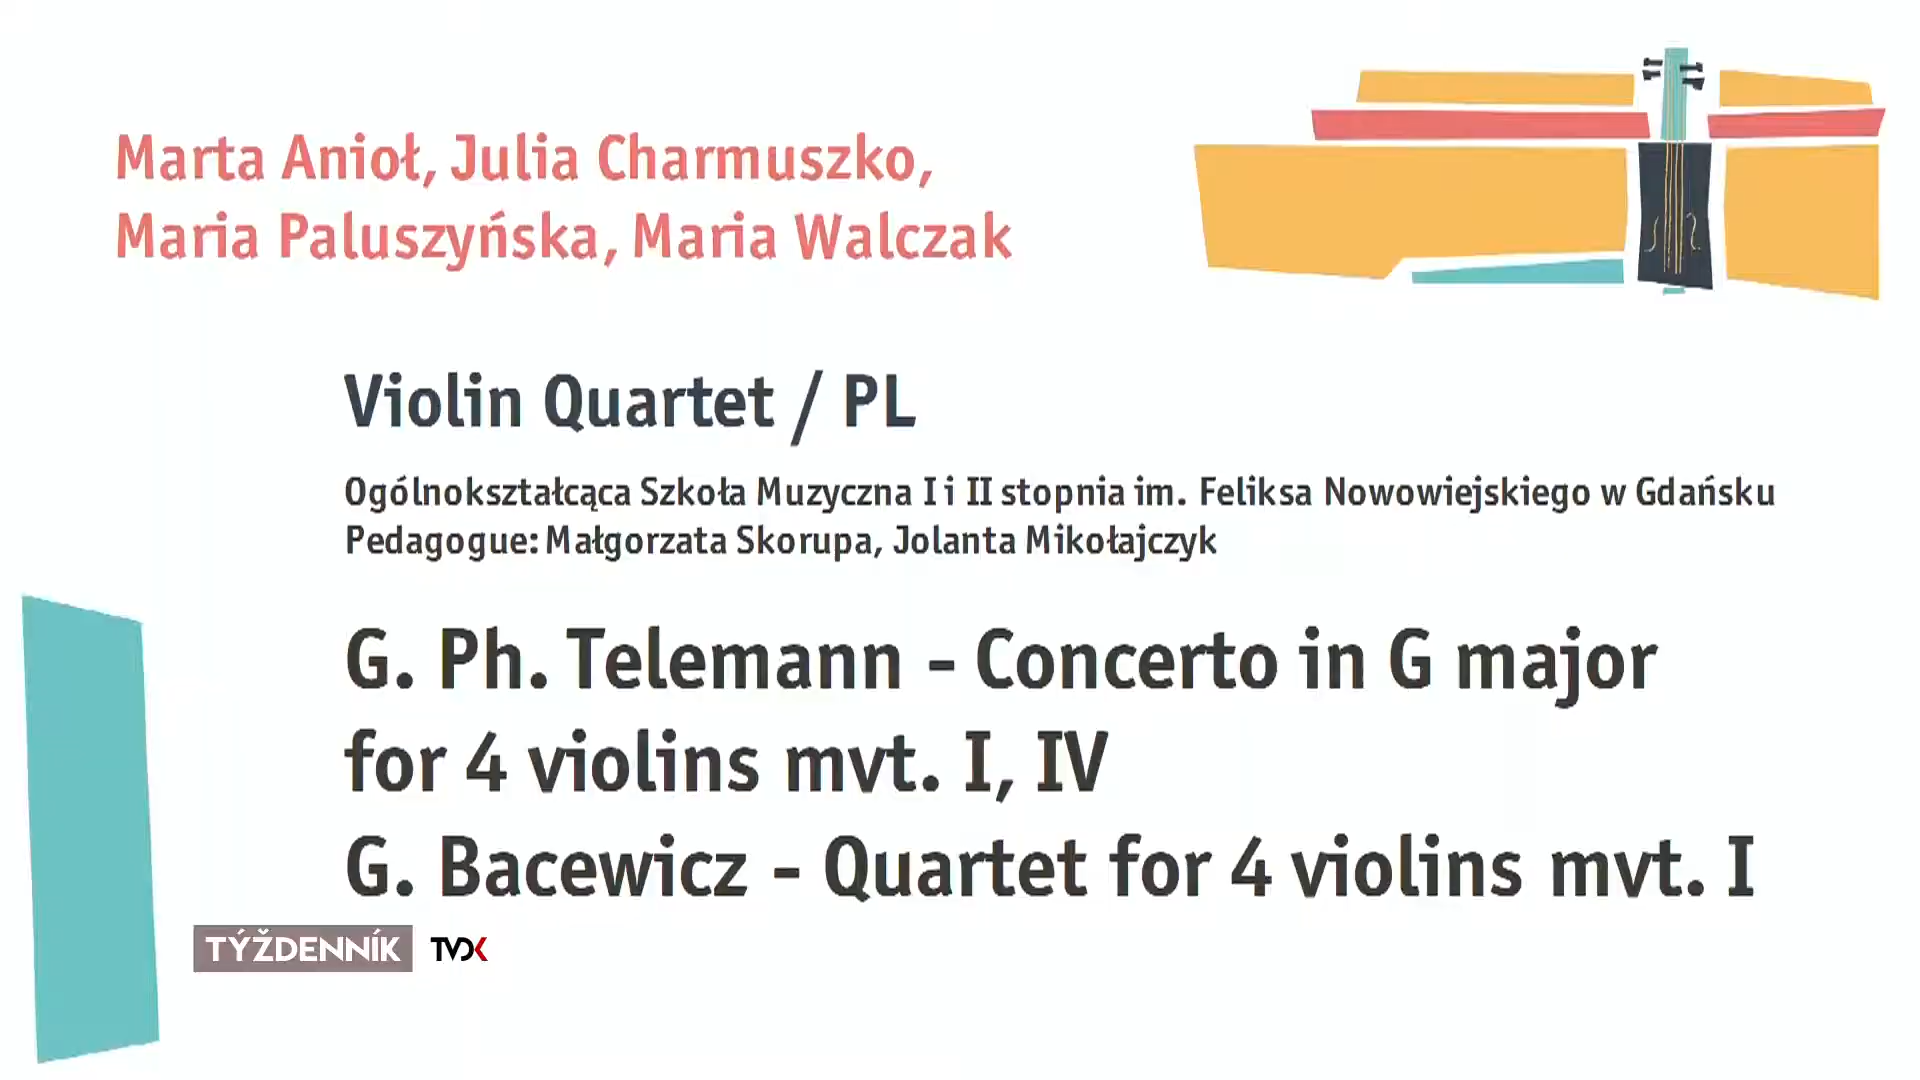 Marta Anioł, Julia Charmuszko,
Maria Paluszyńska, Maria Walczak
Violin Quartet / PL
Ogólnokształcąca Szkoła Muzyczna I i II stopnia im. Feliksa Nowowiejskiego w Gdańsku
Pedagogue: Małgorzata Skorupa, Jolanta Mikołajczyk
G. Ph. Telemann - Concerto in G major
for 4 violins mvt. I, IV
G. Bacewicz - Quartet for 4 violins mvt. I
TÝŽDENNÍK TVDK